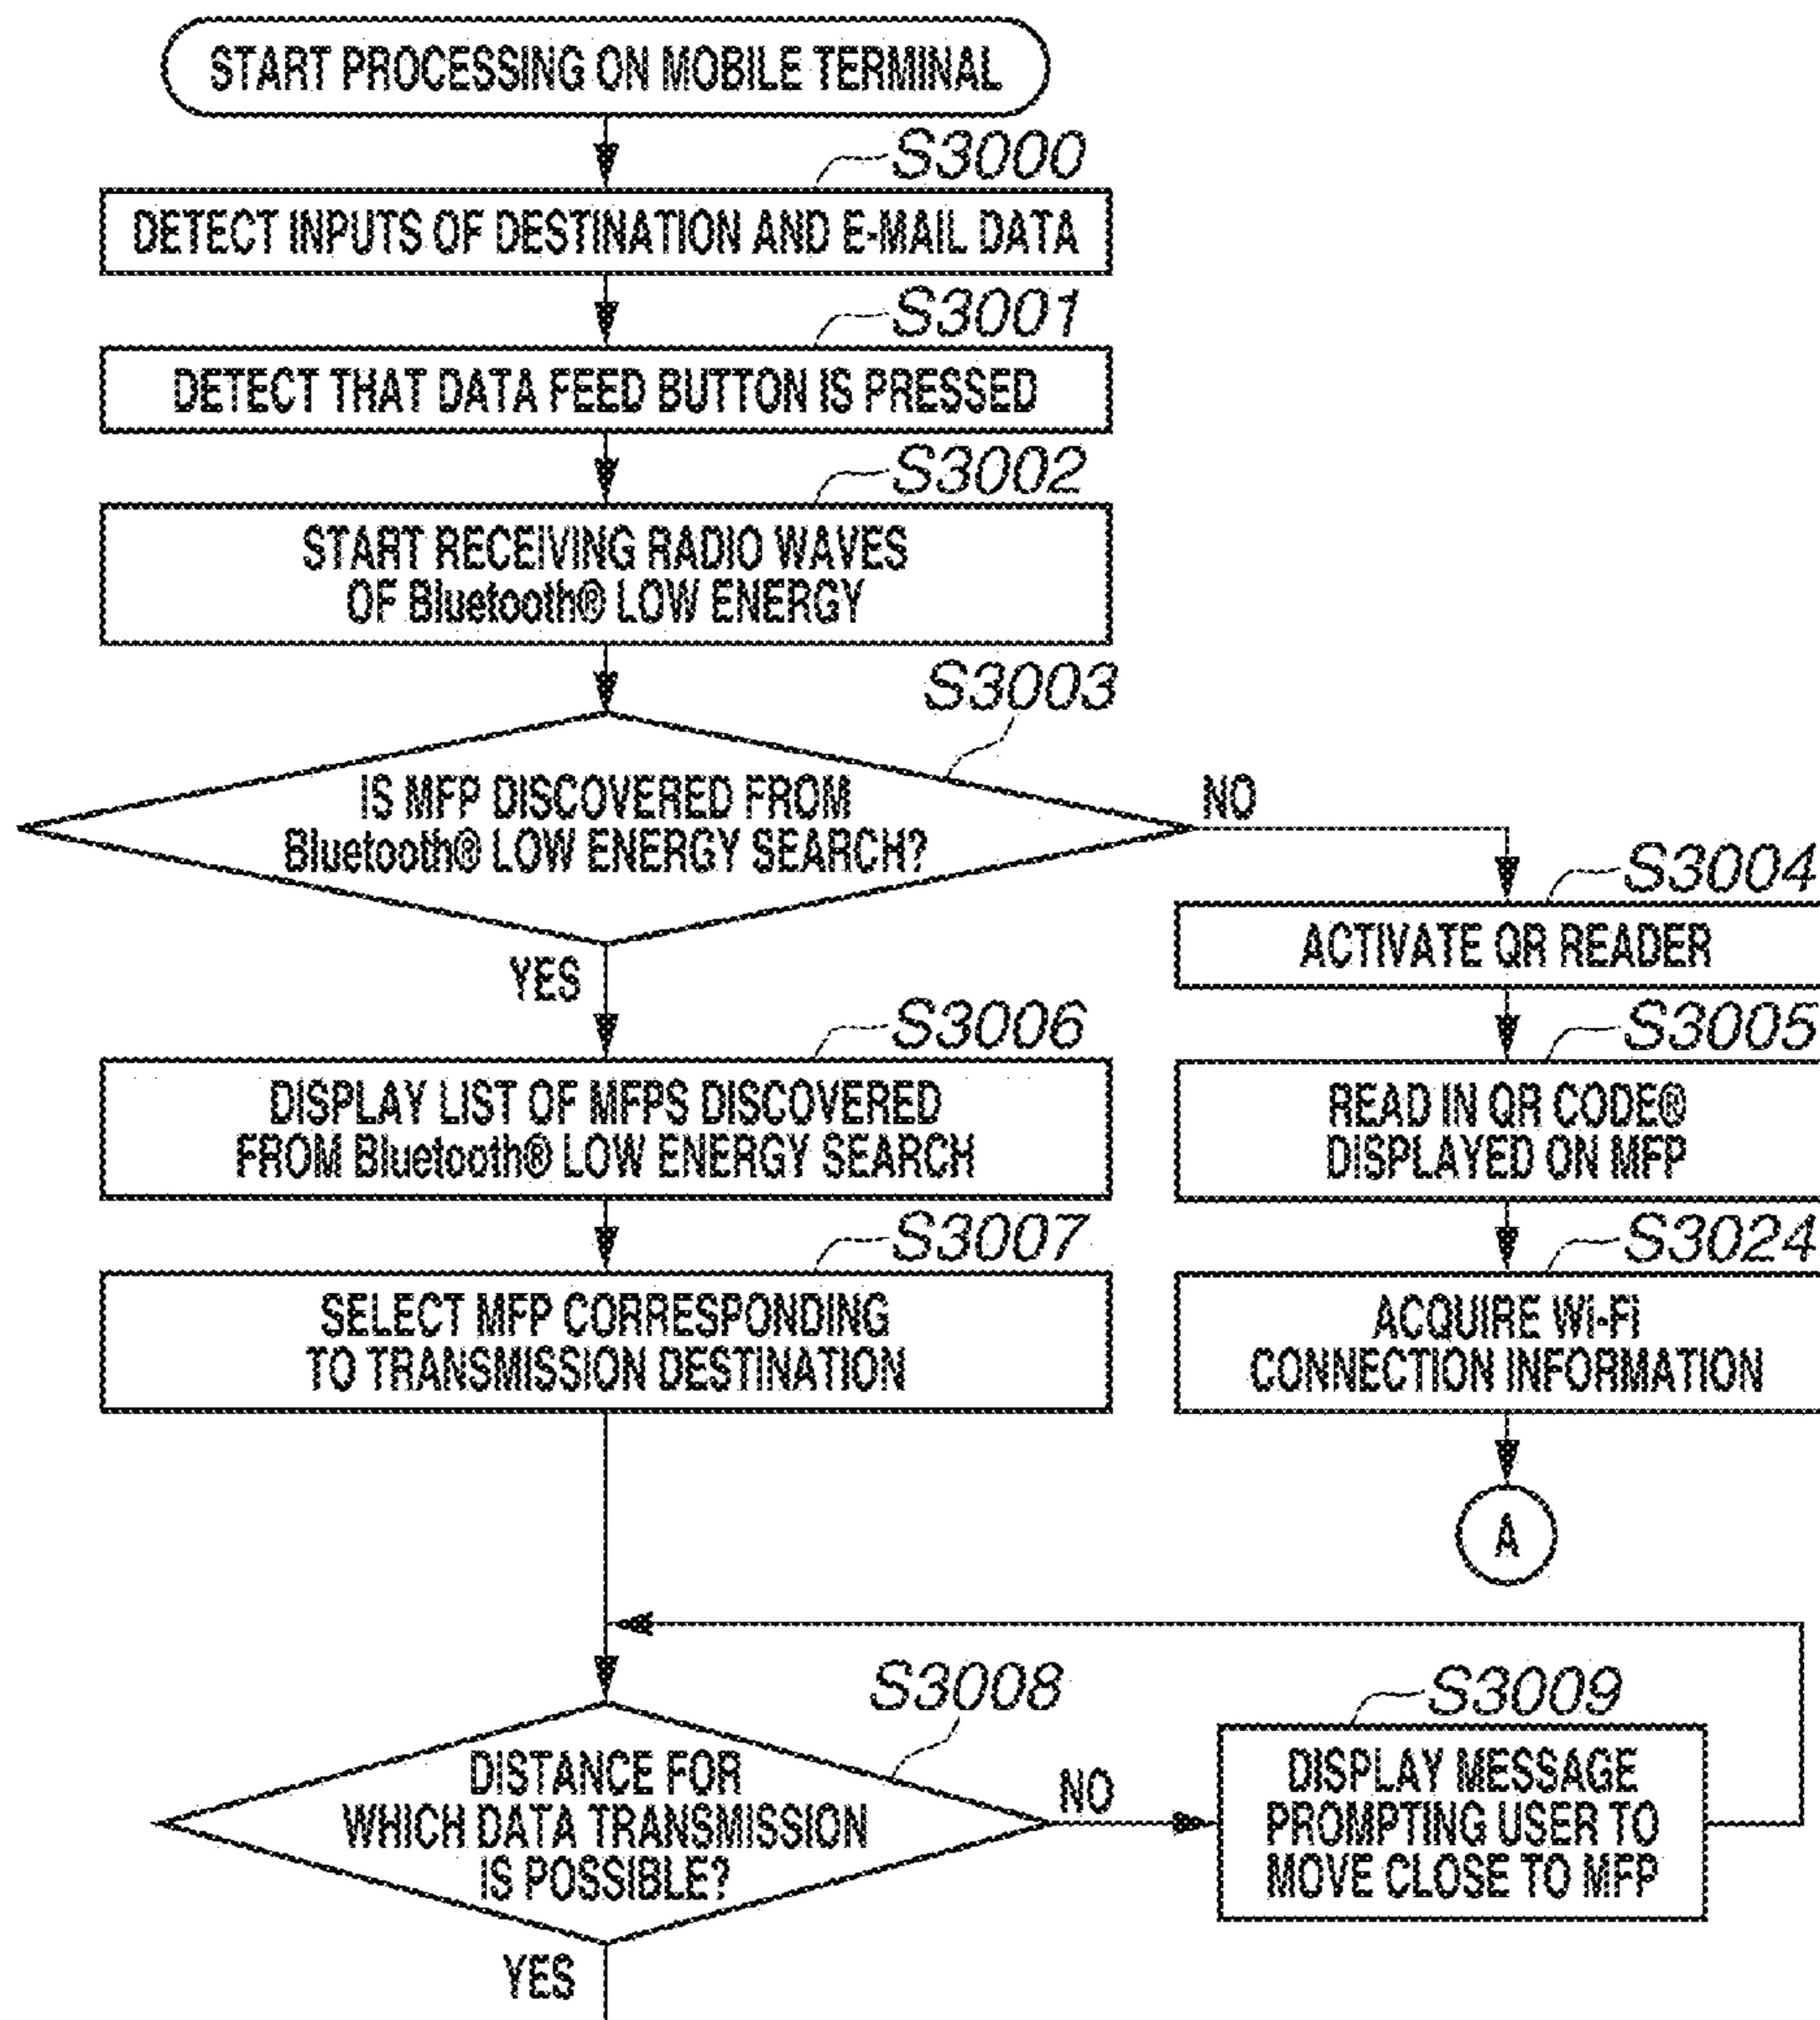 START PROCESSING ON MOBILE TERMINAL
S3000
DETECT INPUTS OF DESTINATION AND E-MAIL DATA
S3001
DETECT THAT DATA FEED BUTTON IS PRESSED
S3002
START RECEIVING RADIO WAVES
OF Bluetooth® LOW ENERGY
S3003
IS MFP DISCOVERED FROM
Bluetooth® LOW ENERGY SEARCH?
NO
YES
S3004
ACTIVATE QR READER
S3005
READ IN QR CODE®
DISPLAYED ON MFP
S3024
ACQUIRE Wi-Fi
CONNECTION INFORMATION
A
S3006
DISPLAY LIST OF MFPS DISCOVERED
FROM Bluetooth® LOW ENERGY SEARCH
S3007
SELECT MFP CORRESPONDING
TO TRANSMISSION DESTINATION
S3008
DISTANCE FOR
WHICH DATA TRANSMISSION
IS POSSIBLE?
NO
S3009
DISPLAY MESSAGE
PROMPTING USER TO
MOVE CLOSE TO MFP
YES